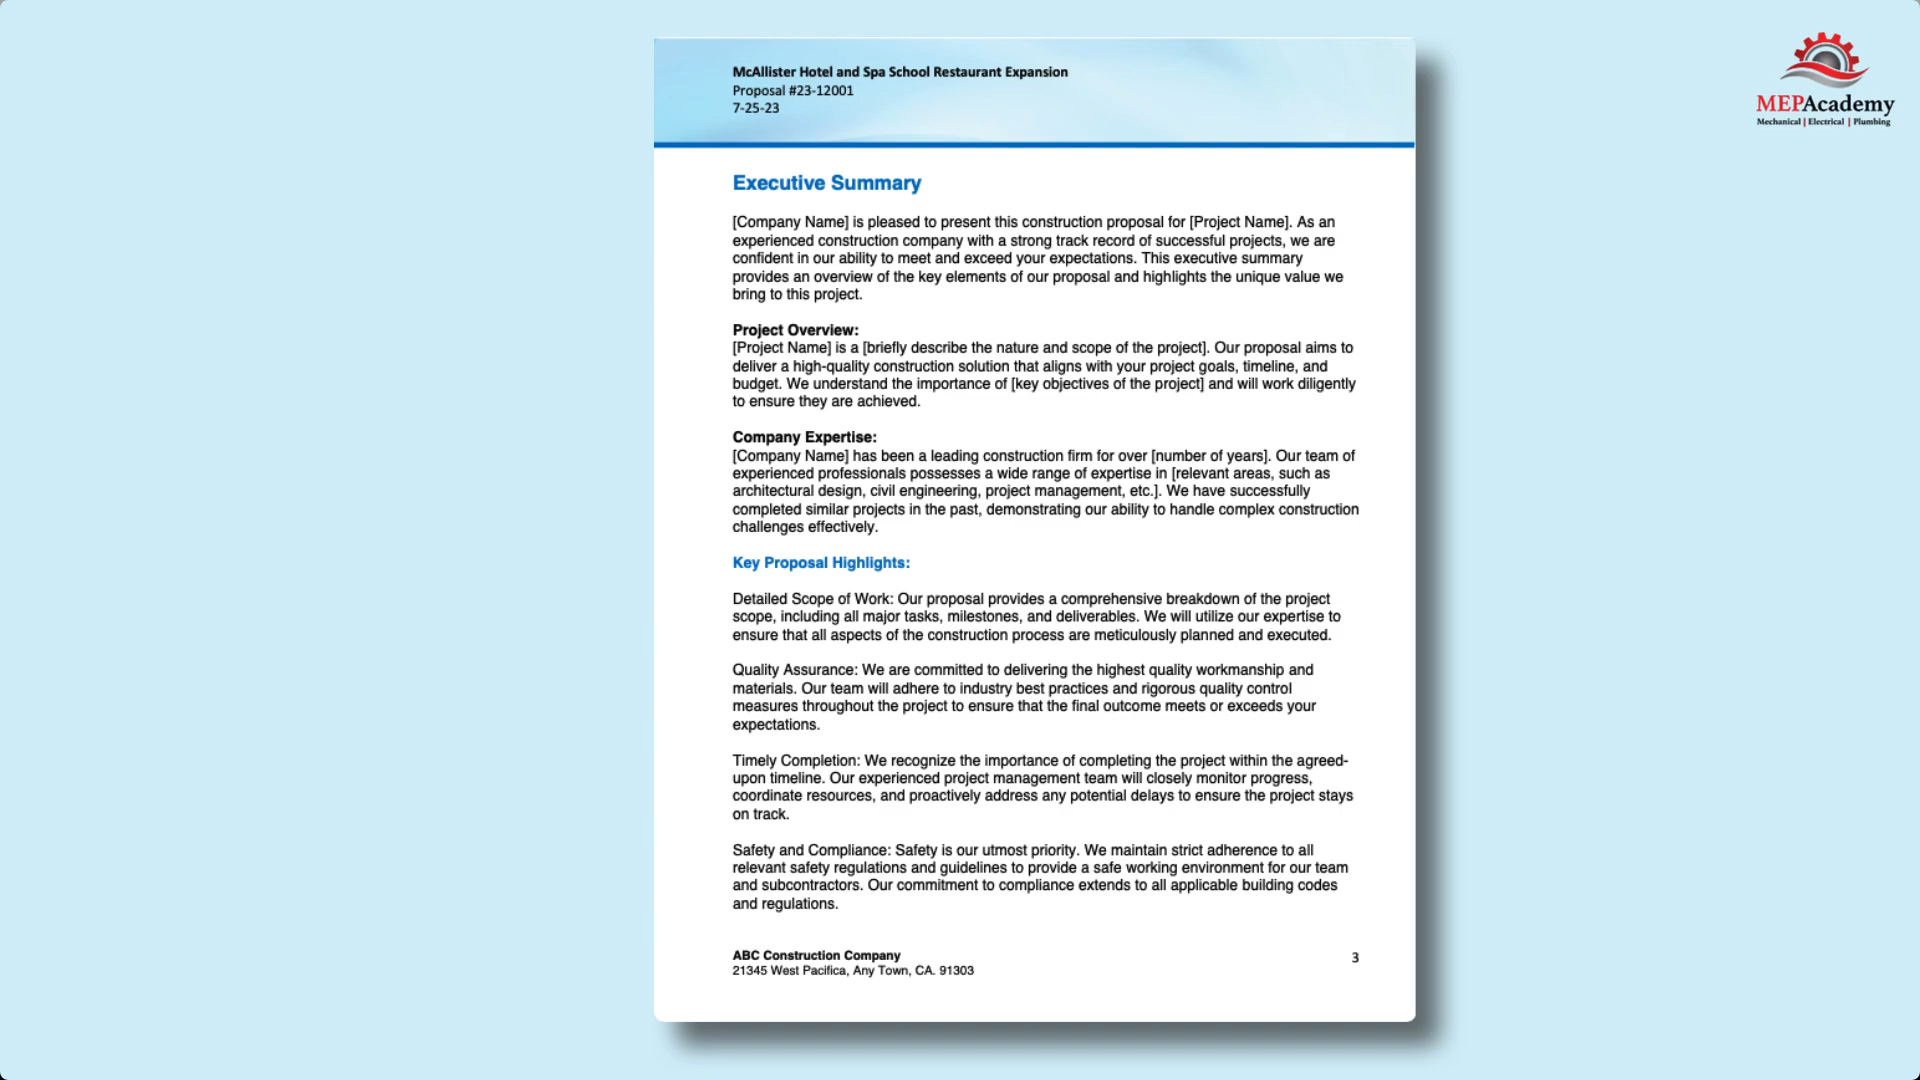 McAllister Hotel and Spa School Restaurant Expansion
Proposal #23-12001
7-25-23
MEPAcademy
Mechanical | Electrical | Plumbing
Executive Summary
[Company Name] is pleased to present this construction proposal for [Project Name]. As an
experienced construction company with a strong track record of successful projects, we are
confident in our ability to meet and exceed your expectations. This executive summary
provides an overview of the key elements of our proposal and highlights the unique value we
bring to this project.
Project Overview:
[Project Name] is a [briefly describe the nature and scope of the project]. Our proposal aims to
deliver a high-quality construction solution that aligns with your project goals, timeline, and
budget. We understand the importance of [key objectives of the project] and will work diligently
to ensure they are achieved.
Company Expertise:
[Company Name] has been a leading construction firm for over [number of years]. Our team of
experienced professionals possesses a wide range of expertise in [relevant areas, such as
architectural design, civil engineering, project management, etc.]. We have successfully
completed similar projects in the past, demonstrating our ability to handle complex construction
challenges effectively.
Key Proposal Highlights:
Detailed Scope of Work: Our proposal provides a comprehensive breakdown of the project
scope, including all major tasks, milestones, and deliverables. We will utilize our expertise to
ensure that all aspects of the construction process are meticulously planned and executed.
Quality Assurance: We are committed to delivering the highest quality workmanship and
materials. Our team will adhere to industry best practices and rigorous quality control
measures throughout the project to ensure that the final outcome meets or exceeds your
expectations.
Timely Completion: We recognize the importance of completing the project within the agreed-
upon timeline. Our experienced project management team will closely monitor progress,
coordinate resources, and proactively address any potential delays to ensure the project stays
on track.
Safety and Compliance: Safety is our utmost priority. We maintain strict adherence to all
relevant safety regulations and guidelines to provide a safe working environment for our team
and subcontractors. Our commitment to compliance extends to all applicable building codes
and regulations.
ABC Construction Company
21345 West Pacifica, Any Town, CA. 91303
3